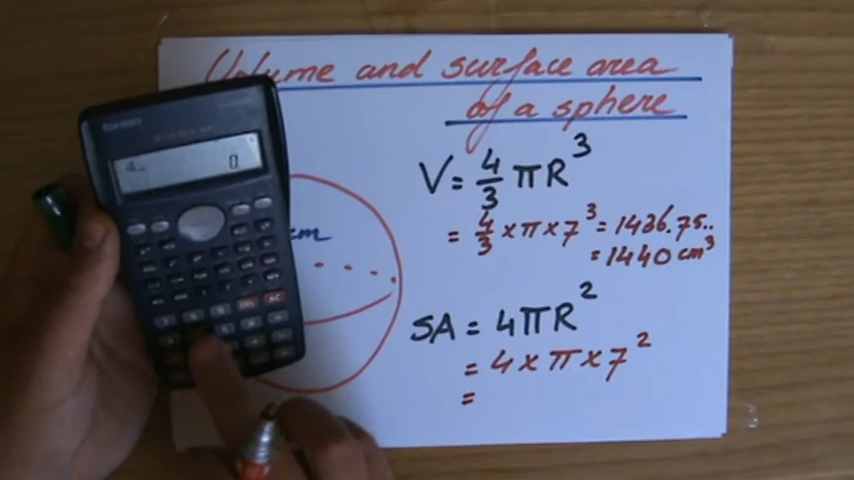 Volume and surface area
of a sphere
V = 4/3 πR³
= 4/3 × π × 7³ = 1436.75..
= 1440 cm³
cm
SA = 4πR²
= 4 × π × 7²
=
CASIO
4_
0.